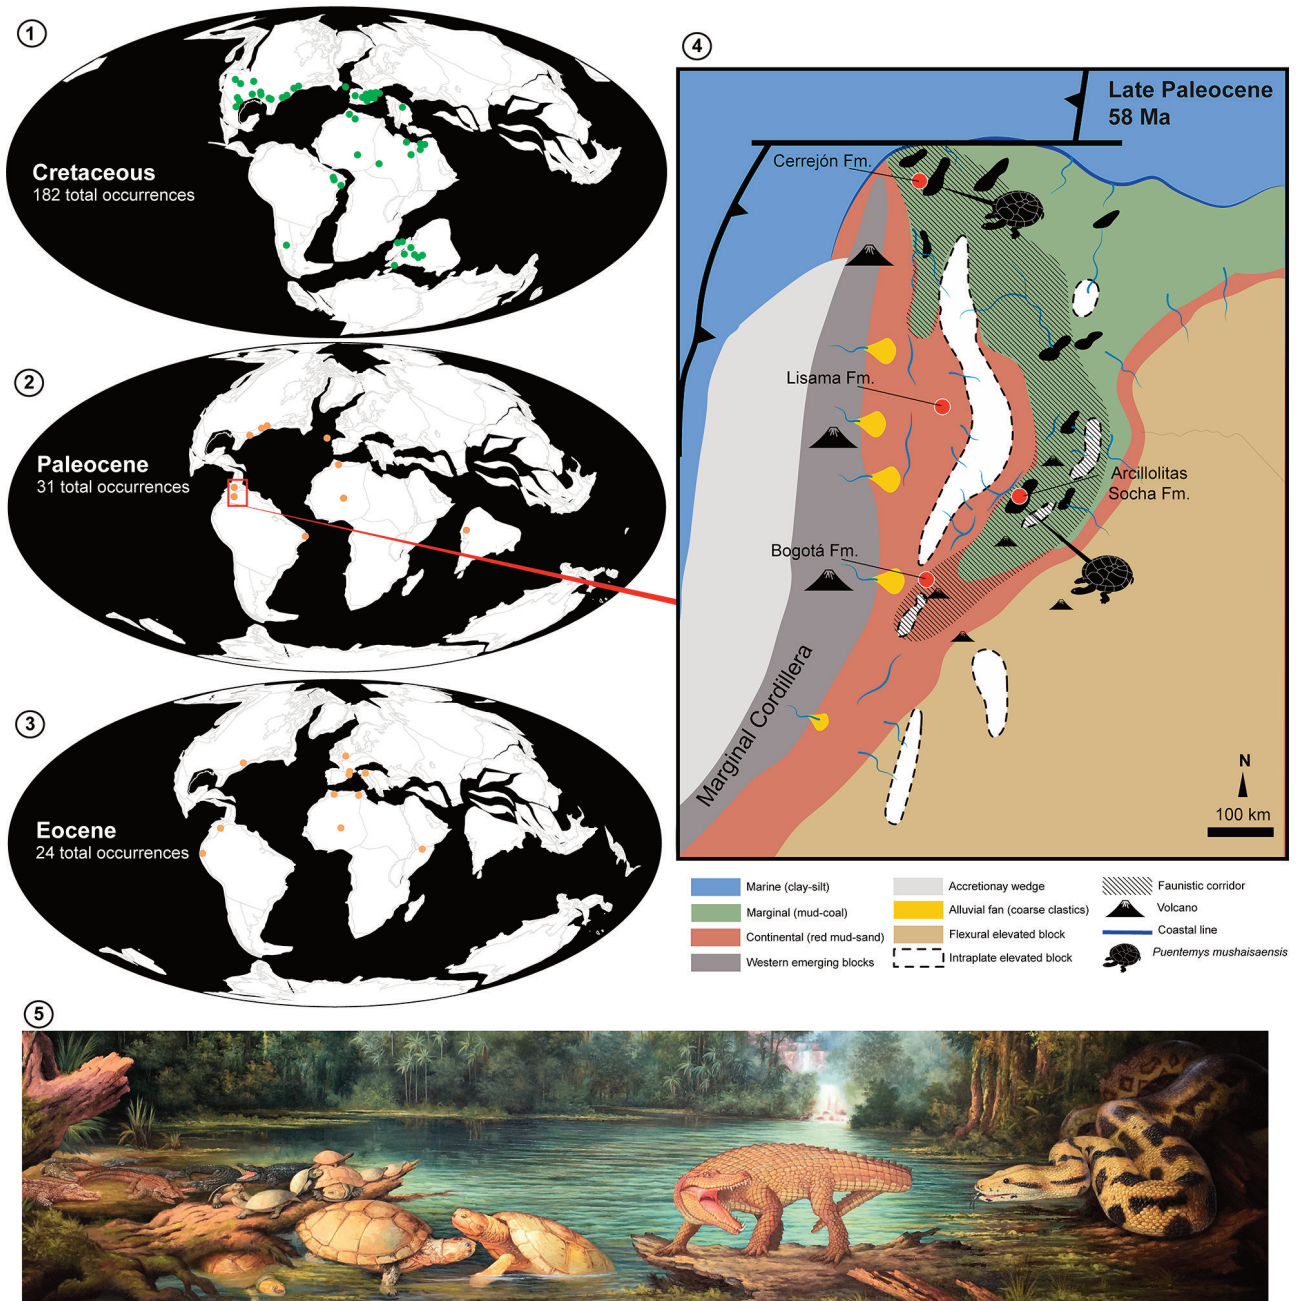 1
Cretaceous
182 total occurrences
2
Paleocene
31 total occurrences
3
Eocene
24 total occurrences
4
Late Paleocene
58 Ma
Cerrejón Fm.
Lisama Fm.
Arcillolitas
Socha Fm.
Bogotá Fm.
Marginal Cordillera
N
100 km
Marine (clay-silt)
Marginal (mud-coal)
Continental (red mud-sand)
Western emerging blocks
Accretionay wedge
Alluvial fan (coarse clastics)
Flexural elevated block
Intraplate elevated block
Faunistic corridor
Volcano
Coastal line
Puentemys mushaisaensis
5